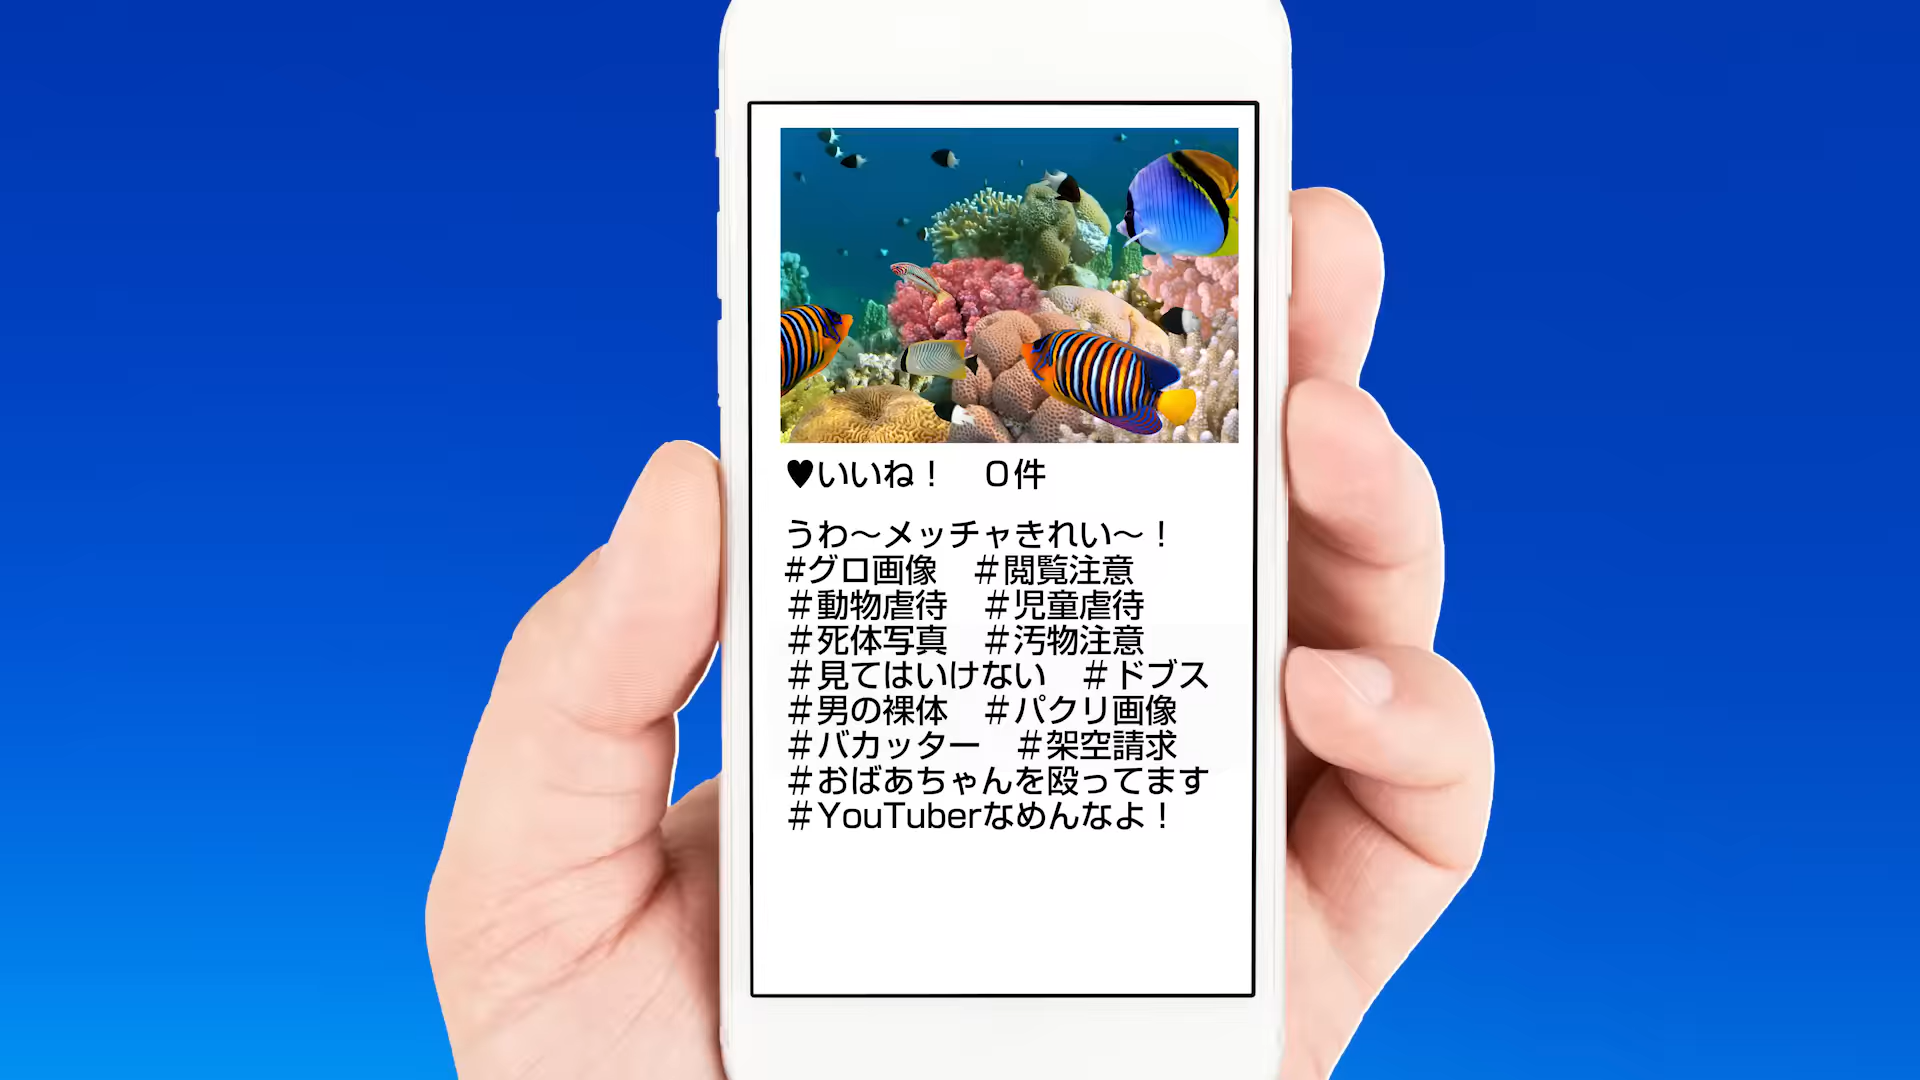 ♥いいね！　０件
うわ～メッチャきれい～！
#グロ画像　＃閲覧注意
＃動物虐待　＃児童虐待
＃死体写真　＃汚物注意
＃見てはいけない　＃ドブス
＃男の裸体　＃パクリ画像
＃バカッター　＃架空請求
＃おばあちゃんを殴ってます
＃YouTuberなめんなよ！